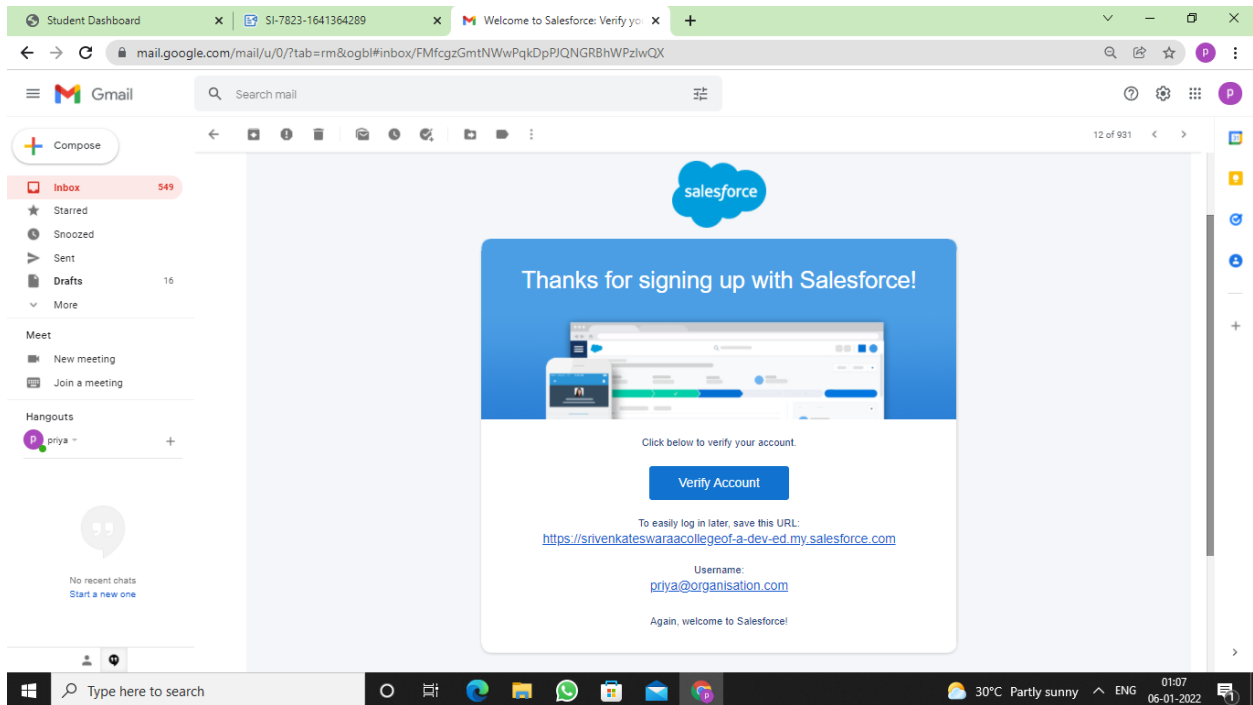 Student Dashboard
SI-7823-1641364289
Welcome to Salesforce: Verify yo
mail.google.com/mail/u/0/?tab=rm&ogbl#inbox/FMfcgzGmtNWwPqkDpPJQNGRBhWPzlwQX
P
Gmail
Search mail
P
Compose
12 of 931
Inbox 549
Starred
Snoozed
Sent
Drafts 16
More
Meet
New meeting
Join a meeting
Hangouts
P priya
No recent chats
Start a new one
salesforce
Thanks for signing up with Salesforce!
Click below to verify your account.
Verify Account
To easily log in later, save this URL:
https://srivenkateswaraacollegeof-a-dev-ed.my.salesforce.com
Username:
priya@organisation.com
Again, welcome to Salesforce!
Type here to search
30°C Partly sunny
ENG
01:07
06-01-2022